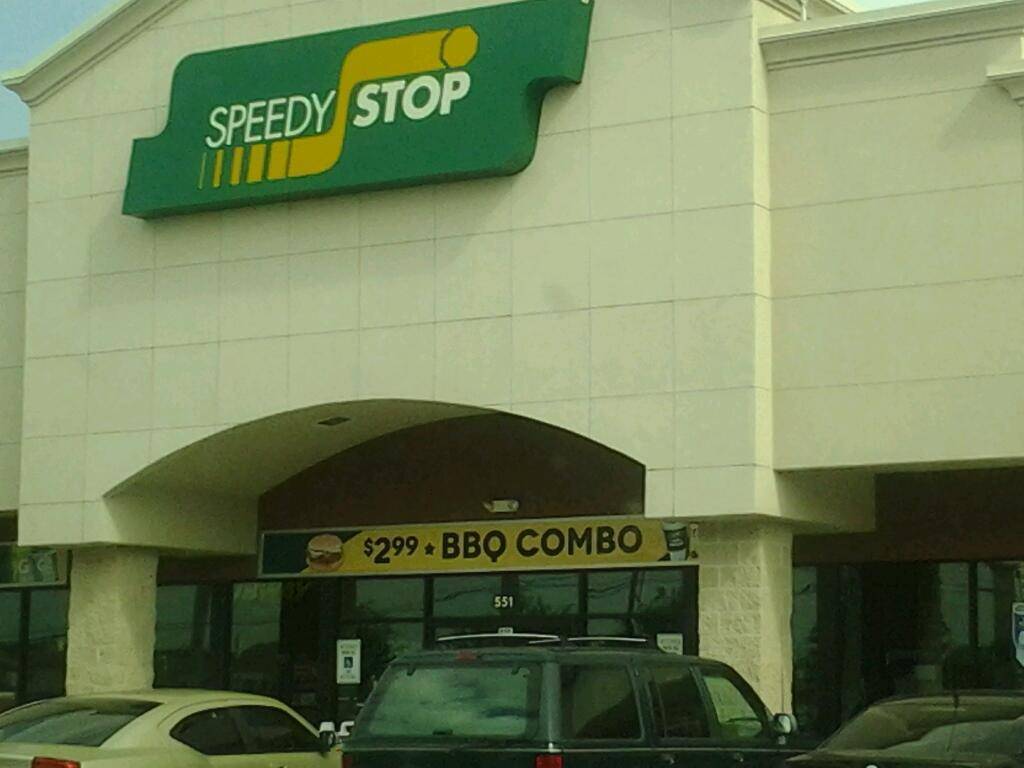 SPEEDY STOP
$2.99 ★ BBQ COMBO
551